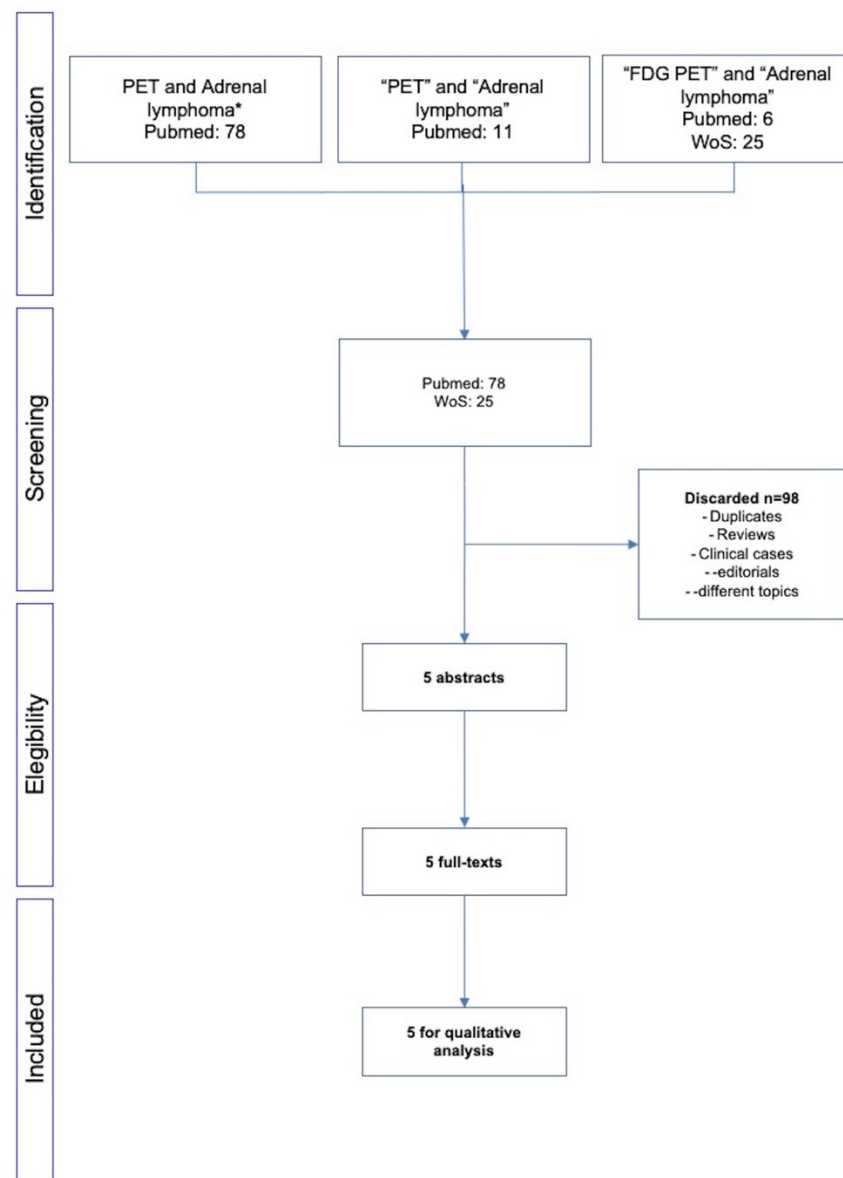 Identification
PET and Adrenal
lymphoma*
Pubmed: 78
“PET” and “Adrenal
lymphoma”
Pubmed: 11
“FDG PET” and “Adrenal
lymphoma”
Pubmed: 6
WoS: 25
Screening
Pubmed: 78
WoS: 25
Discarded n=98
- Duplicates
- Reviews
- Clinical cases
- -editorials
- -different topics
Elegibility
5 abstracts
5 full-texts
Included
5 for qualitative
analysis